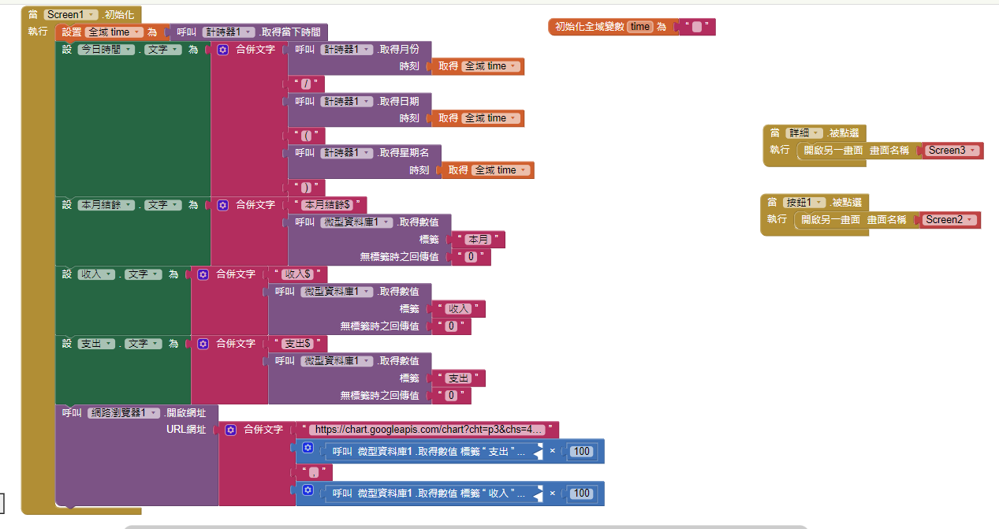 當 Screen1 .初始化
執行 設置 全域 time 為 呼叫 計時器1 .取得當下時間
設 今日時間 . 文字 為 合併文字 呼叫 計時器1 .取得月份
時刻 取得 全域 time
“ / ”
呼叫 計時器1 .取得日期
時刻 取得 全域 time
“ ( ”
呼叫 計時器1 .取得星期名
時刻 取得 全域 time
“ ) ”
設 本月結餘 . 文字 為 合併文字 “ 本月結餘$ ”
呼叫 微型資料庫1 .取得數值
標籤 “ 本月 ”
無標籤時之回傳值 “ 0 ”
設 收入 . 文字 為 合併文字 “ 收入$ ”
呼叫 微型資料庫1 .取得數值
標籤 “ 收入 ”
無標籤時之回傳值 “ 0 ”
設 支出 . 文字 為 合併文字 “ 支出$ ”
呼叫 微型資料庫1 .取得數值
標籤 “ 支出 ”
無標籤時之回傳值 “ 0 ”
呼叫 網路瀏覽器1 .開啟網址
URL網址 合併文字 “ https://chart.googleapis.com/chart?cht=p3&chs=4... ”
呼叫 微型資料庫1 .取得數值 標籤 “ 支出 ” ... × 100
“ , ”
呼叫 微型資料庫1 .取得數值 標籤 “ 收入 ” ... × 100
初始化全域變數 time 為 “ ”
當 詳細 .被點選
執行 開啟另一畫面 畫面名稱 Screen3
當 按鈕1 .被點選
執行 開啟另一畫面 畫面名稱 Screen2